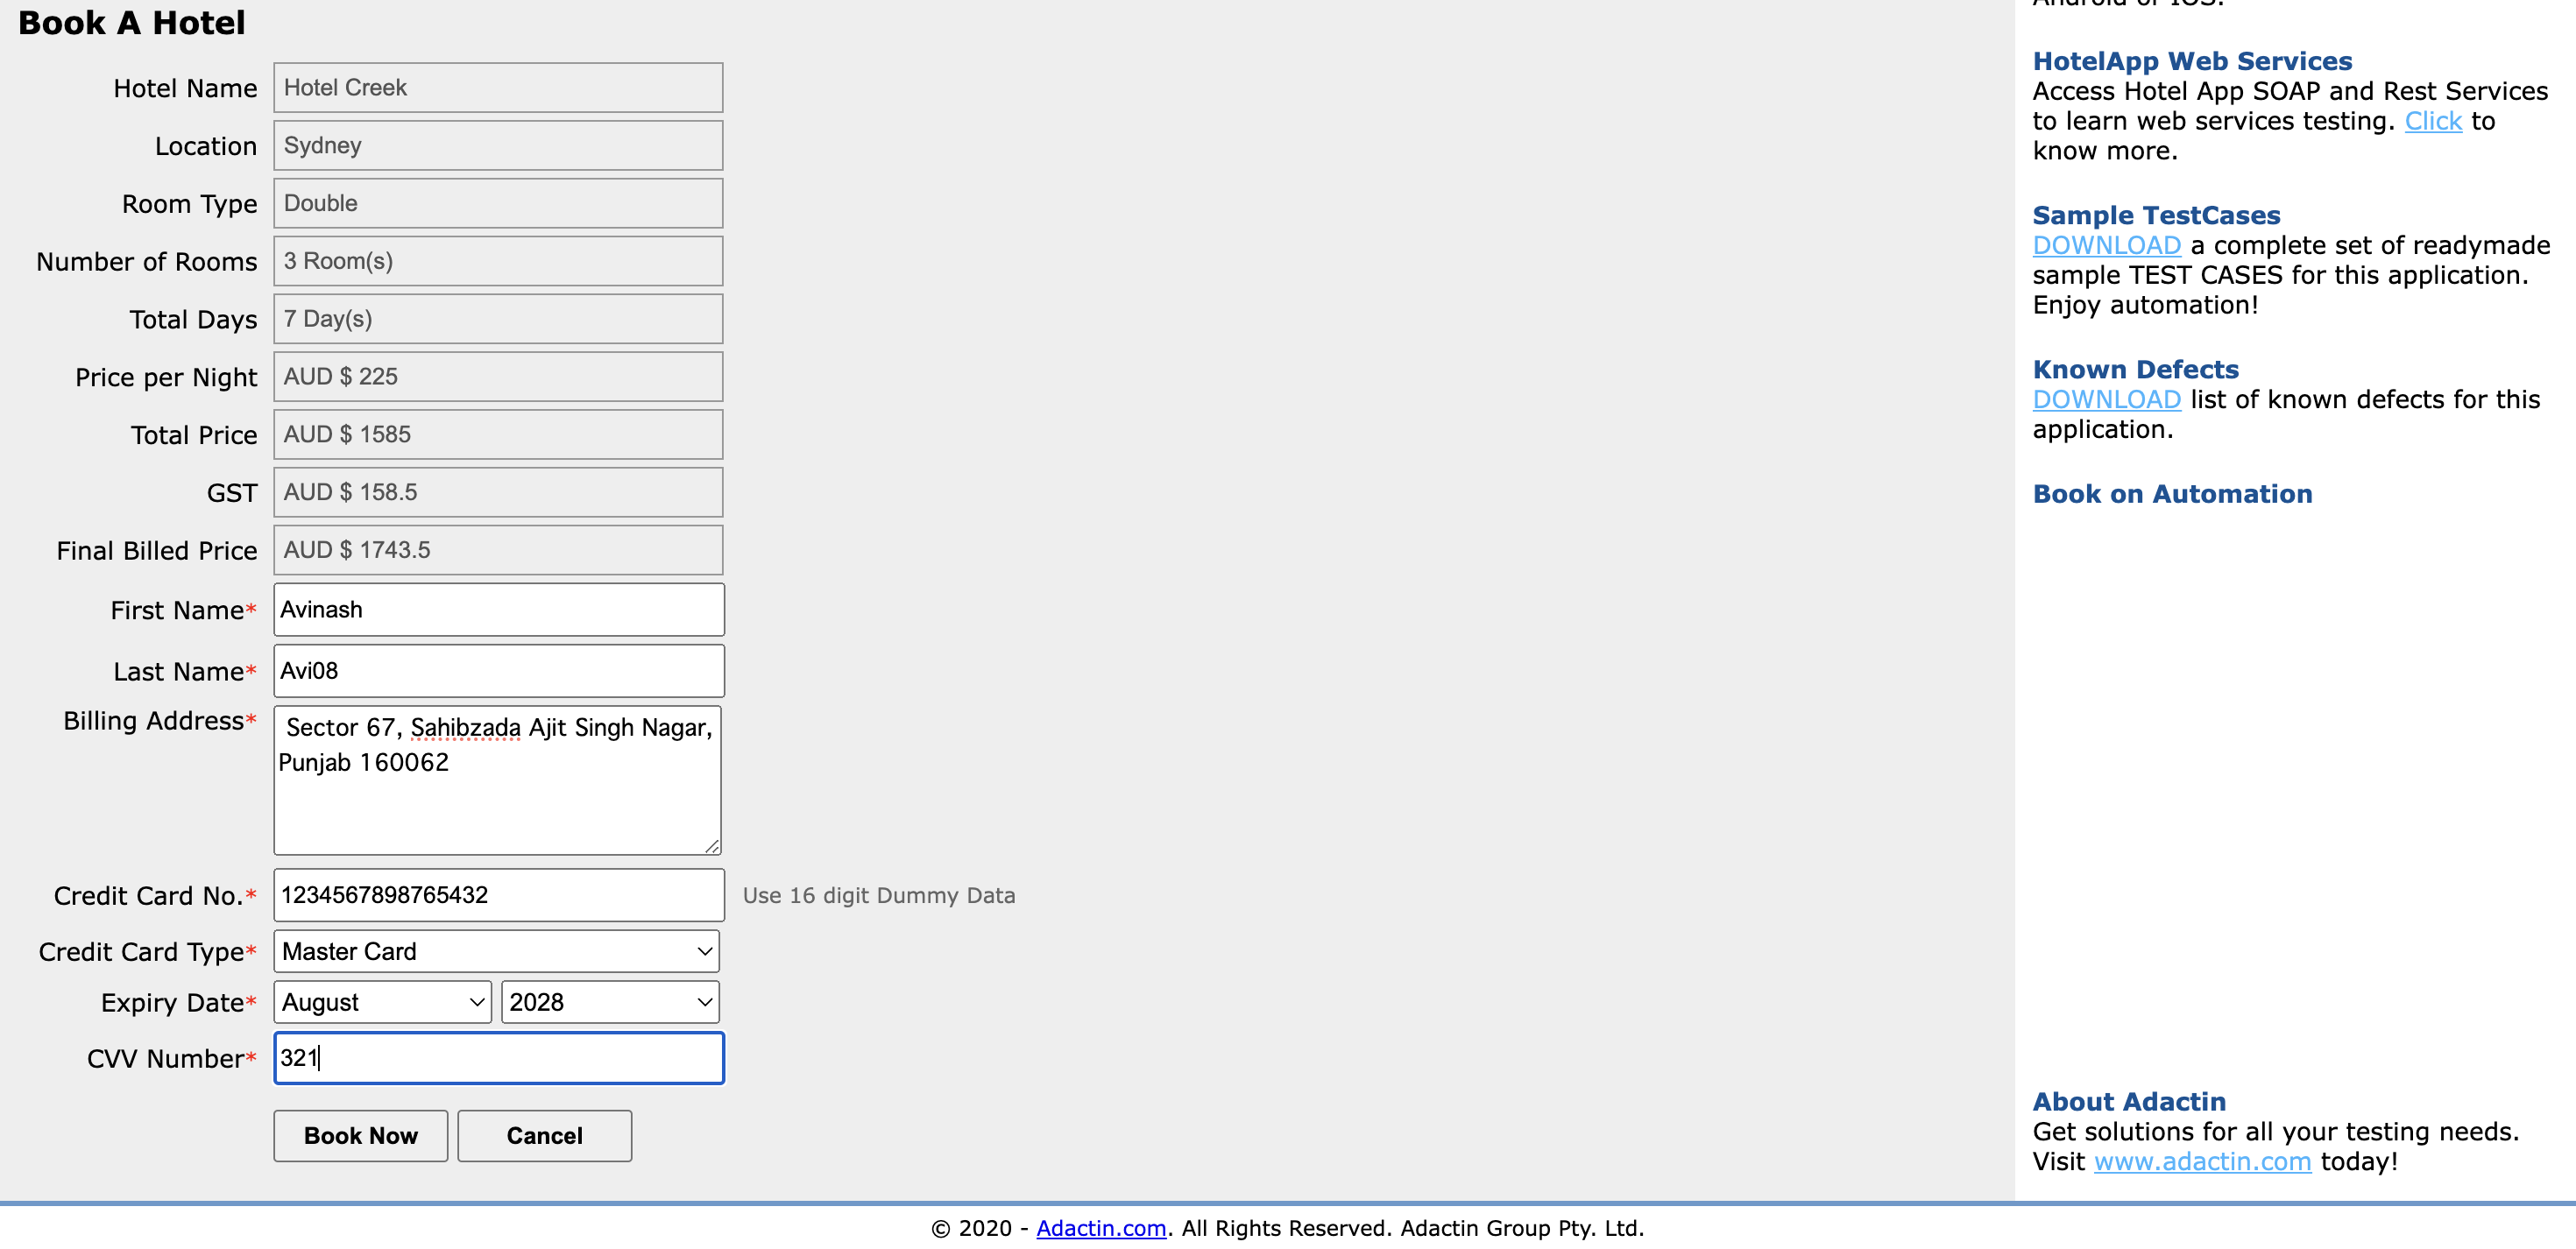 Book A Hotel
Hotel Name Hotel Creek
Location Sydney
Room Type Double
Number of Rooms 3 Room(s)
Total Days 7 Day(s)
Price per Night AUD $ 225
Total Price AUD $ 1585
GST AUD $ 158.5
Final Billed Price AUD $ 1743.5
First Name* Avinash
Last Name* Avi08
Billing Address* Sector 67, Sahibzada Ajit Singh Nagar,
Punjab 160062
Credit Card No.* 1234567898765432 Use 16 digit Dummy Data
Credit Card Type* Master Card
Expiry Date* August 2028
CVV Number* 321
Book Now Cancel
Android or IOS.
HotelApp Web Services
Access Hotel App SOAP and Rest Services
to learn web services testing. Click to
know more.
Sample TestCases
DOWNLOAD a complete set of readymade
sample TEST CASES for this application.
Enjoy automation!
Known Defects
DOWNLOAD list of known defects for this
application.
Book on Automation
About Adactin
Get solutions for all your testing needs.
Visit www.adactin.com today!
© 2020 - Adactin.com. All Rights Reserved. Adactin Group Pty. Ltd.